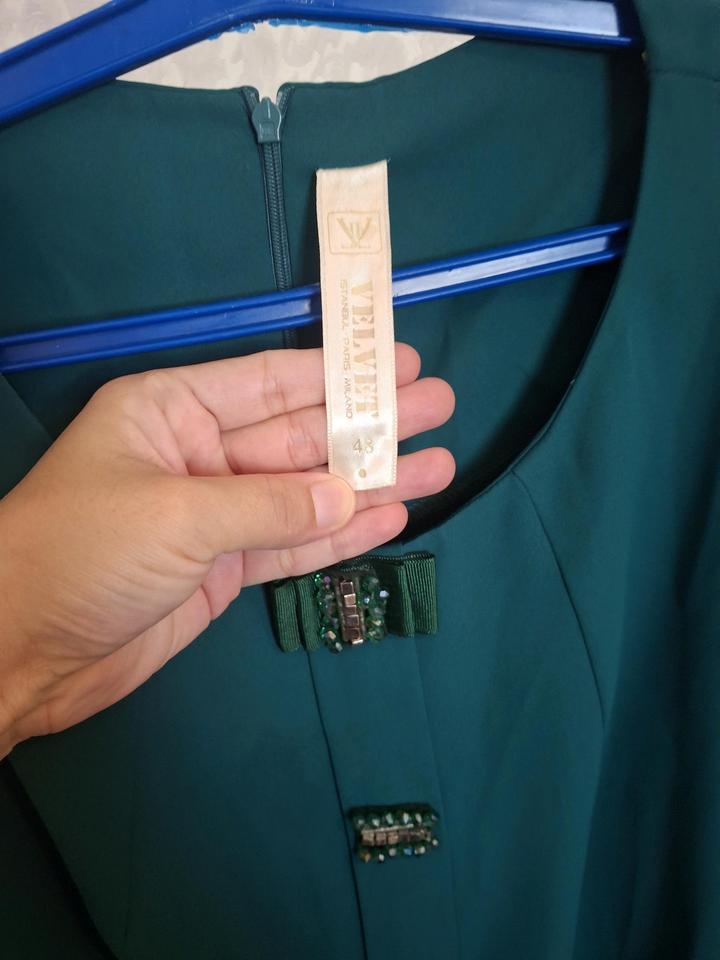 VELVET
ISTANBUL PARIS MILANO
48